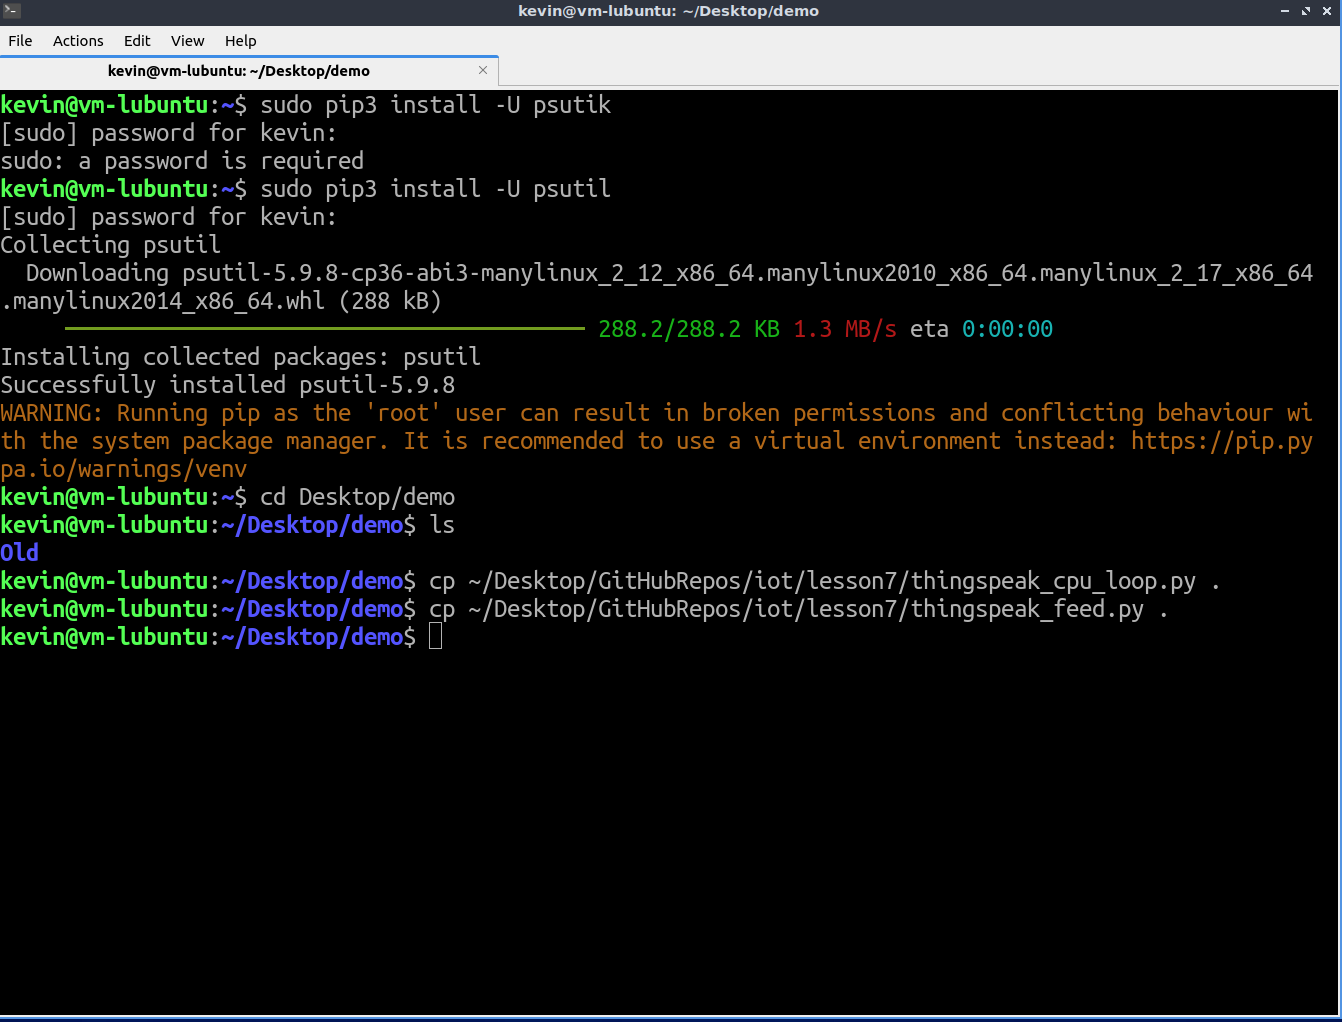 kevin@vm-lubuntu: ~/Desktop/demo
File Actions Edit View Help
kevin@vm-lubuntu: ~/Desktop/demo
kevin@vm-lubuntu:~$ sudo pip3 install -U psutik
[sudo] password for kevin:
sudo: a password is required
kevin@vm-lubuntu:~$ sudo pip3 install -U psutil
[sudo] password for kevin:
Collecting psutil
  Downloading psutil-5.9.8-cp36-abi3-manylinux_2_12_x86_64.manylinux2010_x86_64.manylinux_2_17_x86_64
.manylinux2014_x86_64.whl (288 kB)
288.2/288.2 KB 1.3 MB/s eta 0:00:00
Installing collected packages: psutil
Successfully installed psutil-5.9.8
WARNING: Running pip as the 'root' user can result in broken permissions and conflicting behaviour wi
th the system package manager. It is recommended to use a virtual environment instead: https://pip.py
pa.io/warnings/venv
kevin@vm-lubuntu:~$ cd Desktop/demo
kevin@vm-lubuntu:~/Desktop/demo$ ls
Old
kevin@vm-lubuntu:~/Desktop/demo$ cp ~/Desktop/GitHubRepos/iot/lesson7/thingspeak_cpu_loop.py .
kevin@vm-lubuntu:~/Desktop/demo$ cp ~/Desktop/GitHubRepos/iot/lesson7/thingspeak_feed.py .
kevin@vm-lubuntu:~/Desktop/demo$